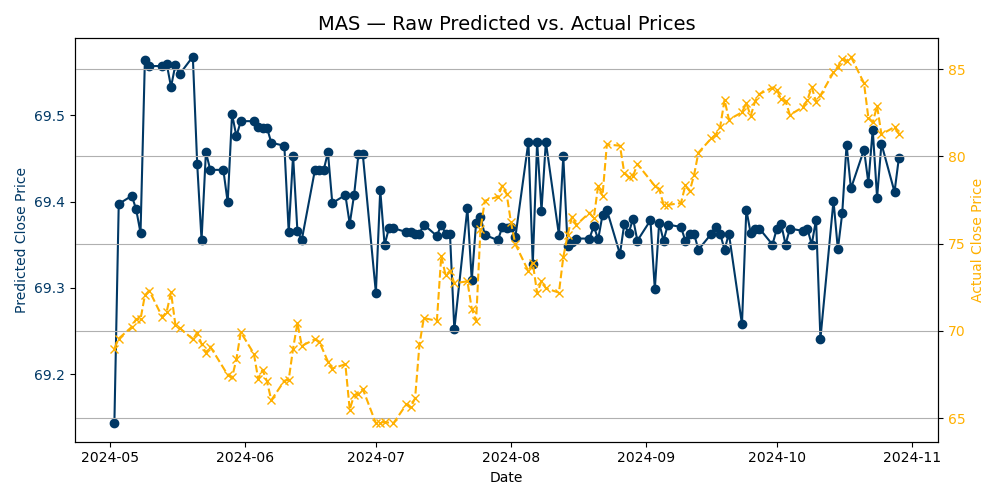 MAS — Raw Predicted vs. Actual Prices
Predicted Close Price
69.5
69.4
69.3
69.2
85
80
75
70
65
Actual Close Price
2024-05 2024-06 2024-07 2024-08 2024-09 2024-10 2024-11
Date